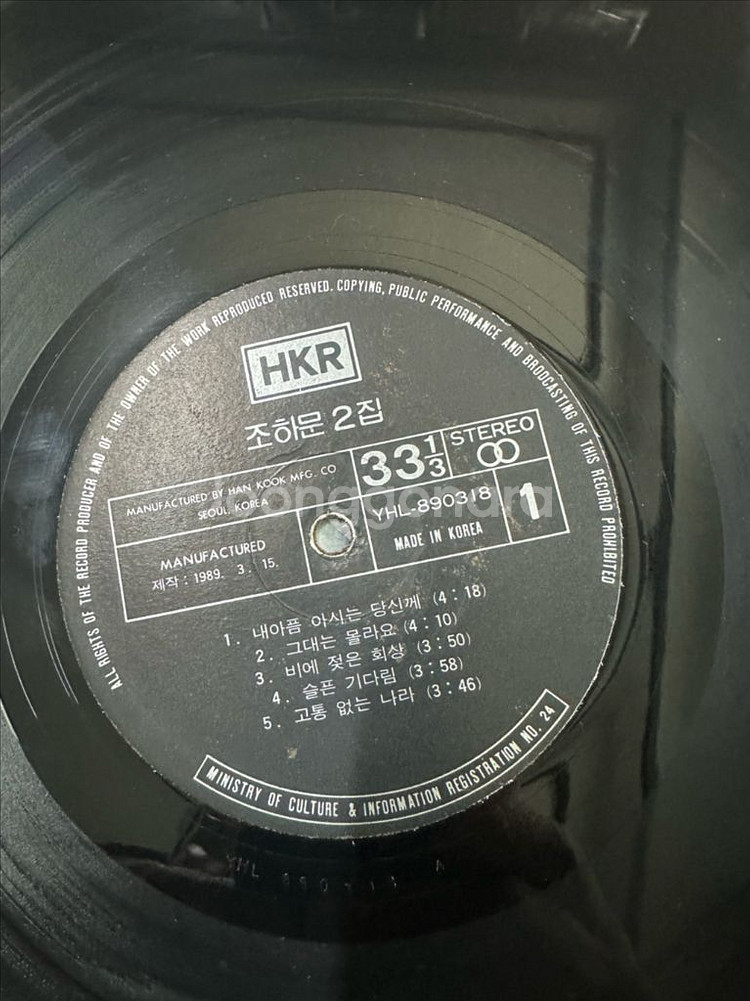 ALL RIGHTS OF THE RECORD PRODUCER AND OF THE OWNER OF THE WORK REPRODUCED RESERVED. COPYING, PUBLIC PERFORMANCE AND BRODCASTING OF THIS RECORD PROHIBITED
HKR
조하문 2집
MANUFACTURED BY HAN KOOK MFG. CO
SEOUL, KOREA
33 1/3
STEREO
MANUFACTURED
제작 : 1989. 3. 15.
YHL-890318
MADE IN KOREA
1
1. 내아픔 아시는 당신께 (4 : 18)
2. 그대는 몰라요 (4 : 10)
3. 비에 젖은 회상 (3 : 50)
4. 슬픈 기다림 (3 : 58)
5. 고통 없는 나라 (3 : 46)
MINISTRY OF CULTURE & INFORMATION REGISTRATION NO. 24